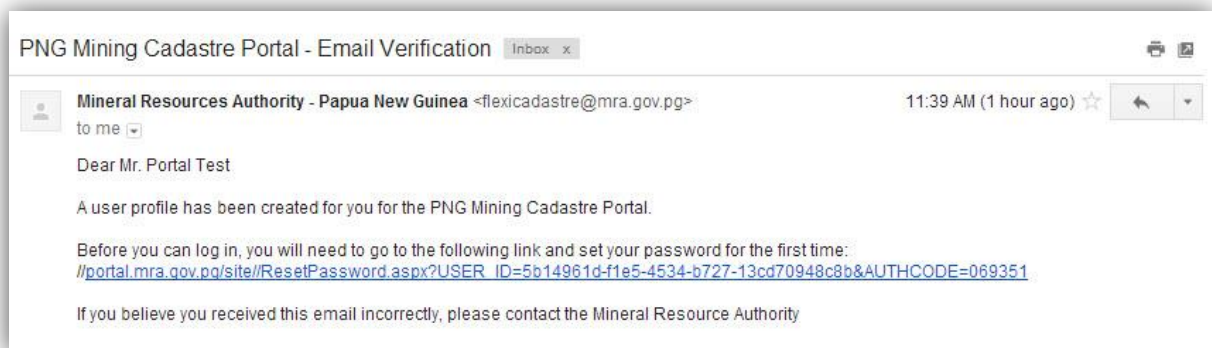 PNG Mining Cadastre Portal - Email Verification Inbox x
Mineral Resources Authority - Papua New Guinea <flexicadastre@mra.gov.pg> 11:39 AM (1 hour ago)
to me
Dear Mr. Portal Test
A user profile has been created for you for the PNG Mining Cadastre Portal.
Before you can log in, you will need to go to the following link and set your password for the first time:
//portal.mra.gov.pg/site//ResetPassword.aspx?USER_ID=5b14961d-f1e5-4534-b727-13cd70948c8b&AUTHCODE=069351
If you believe you received this email incorrectly, please contact the Mineral Resource Authority